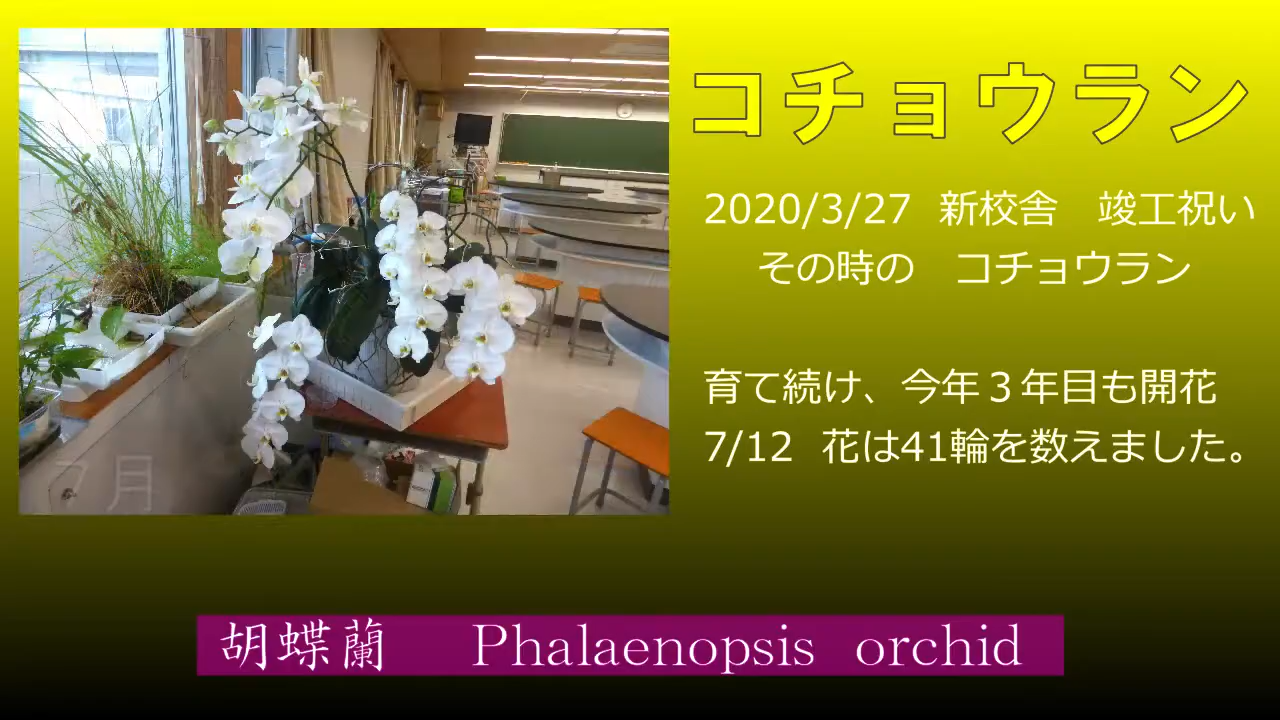 コチョウラン
2020/3/27 新校舎　竣工祝い
その時の　コチョウラン
育て続け、今年３年目も開花
7/12 花は41輪を数えました。
7月
胡蝶蘭　Phalaenopsis orchid